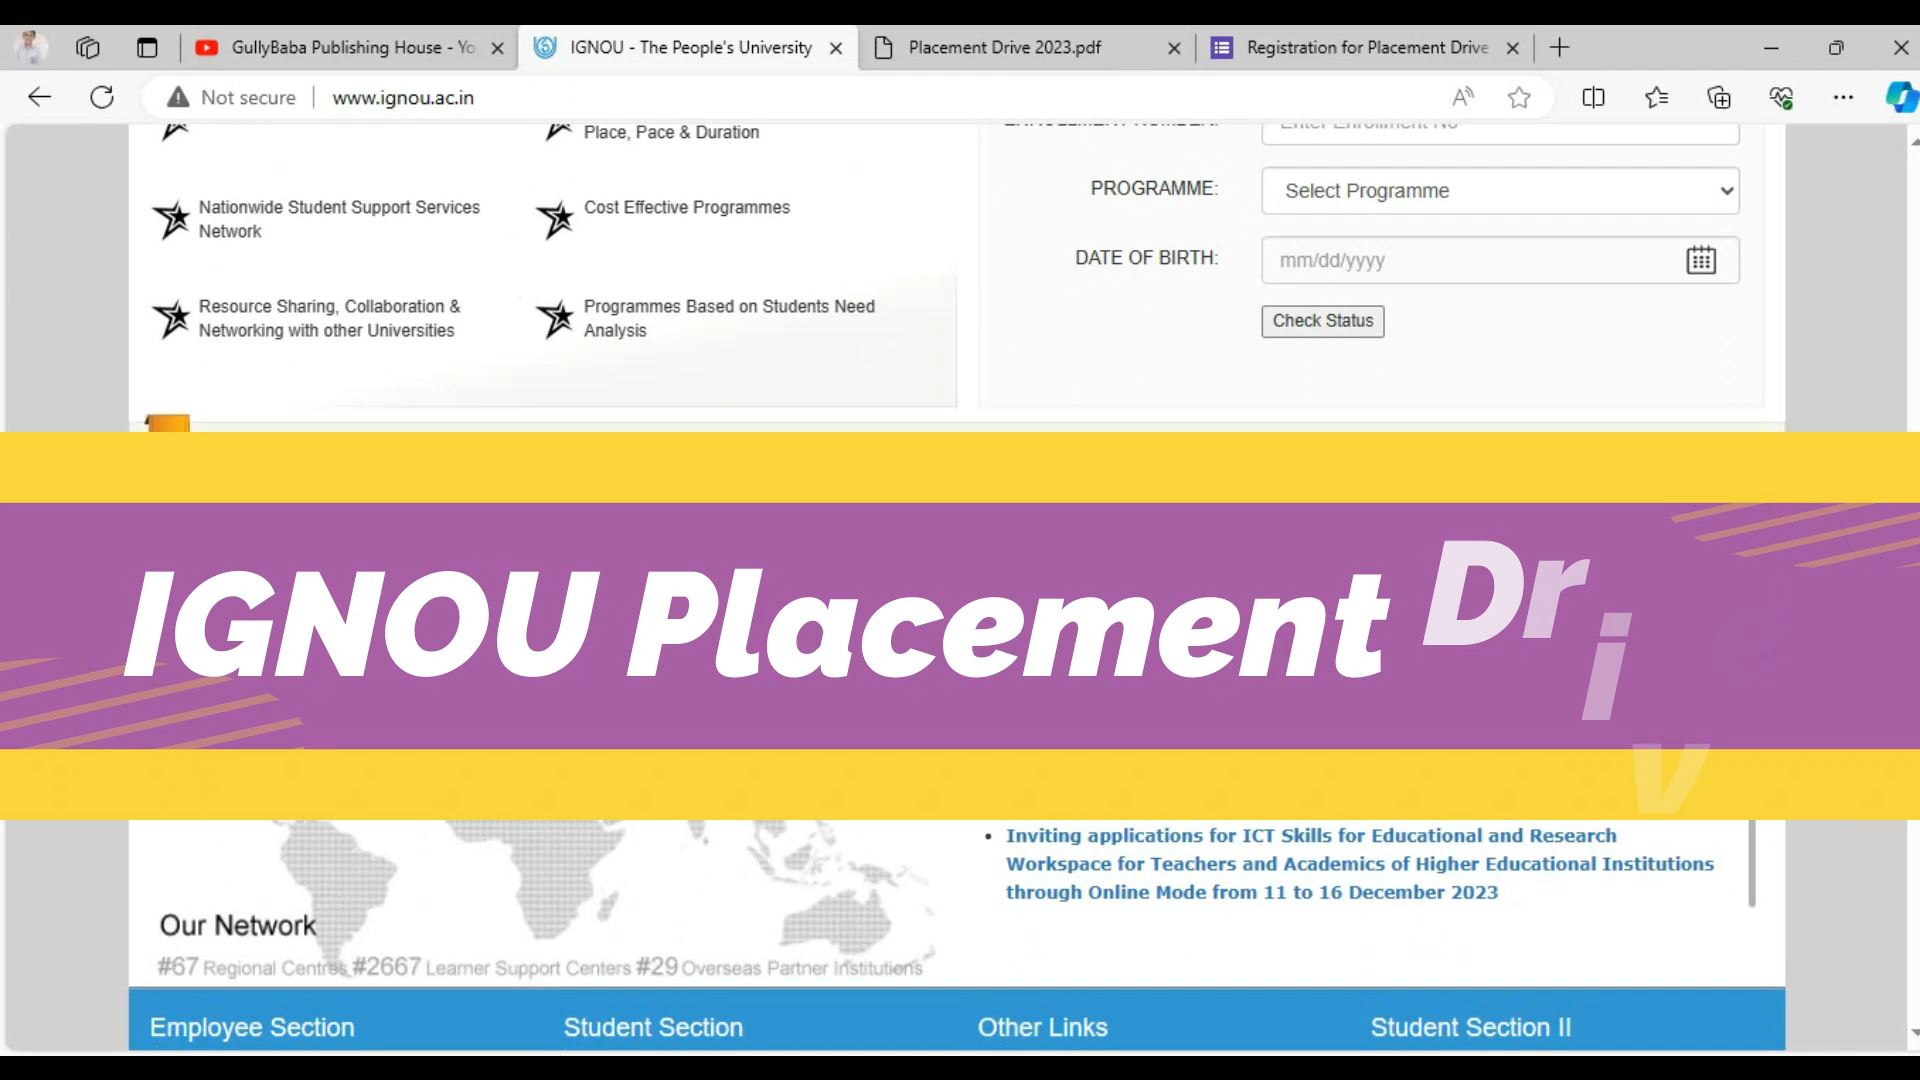 GullyBaba Publishing House - Yo
IGNOU - The People's University
Placement Drive 2023.pdf
Registration for Placement Drive
Not secure
www.ignou.ac.in
Place, Pace & Duration
Nationwide Student Support Services
Network
Cost Effective Programmes
Resource Sharing, Collaboration &
Networking with other Universities
Programmes Based on Students Need
Analysis
PROGRAMME:
Select Programme
DATE OF BIRTH:
mm/dd/yyyy
Check Status
IGNOU Placement Drive
Inviting applications for ICT Skills for Educational and Research
Workspace for Teachers and Academics of Higher Educational Institutions
through Online Mode from 11 to 16 December 2023
Our Network
#67 Regional Centres #2667 Learner Support Centers #29 Overseas Partner Institutions
Employee Section
Student Section
Other Links
Student Section II